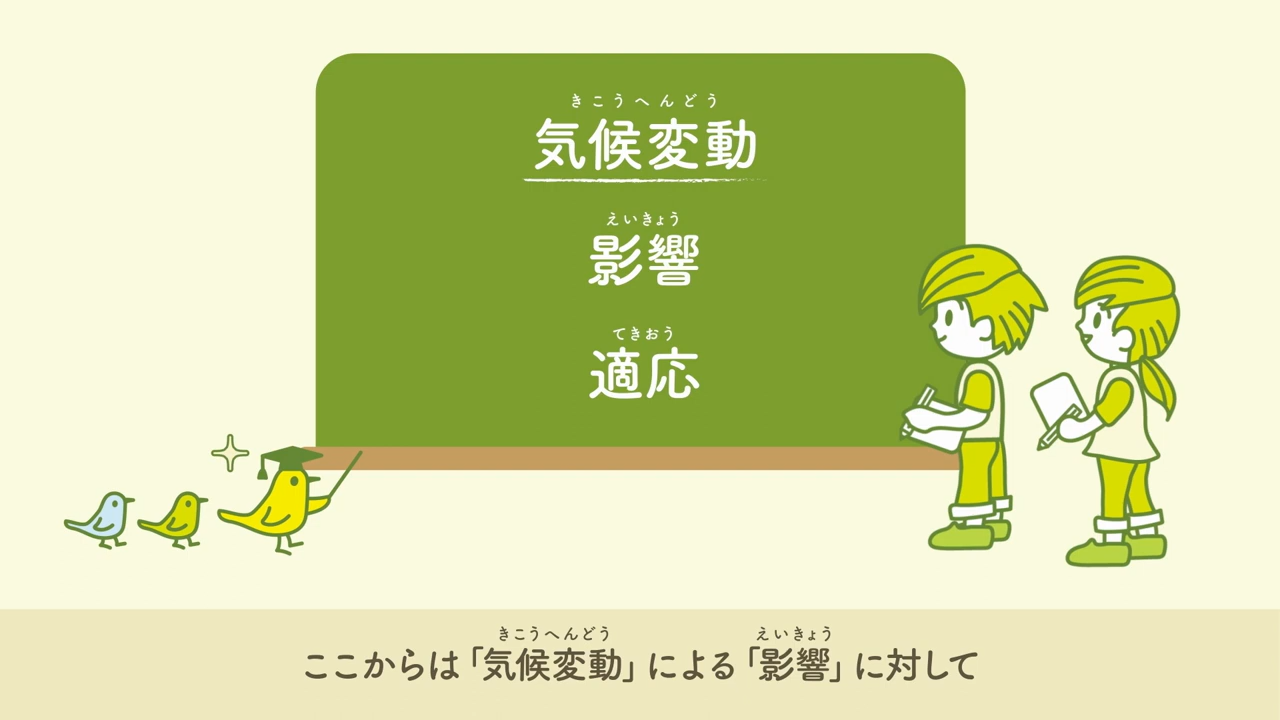 きこうへんどう
気候変動
えいきょう
影響
てきおう
適応
きこうへんどう えいきょう
ここからは「気候変動」による「影響」に対して